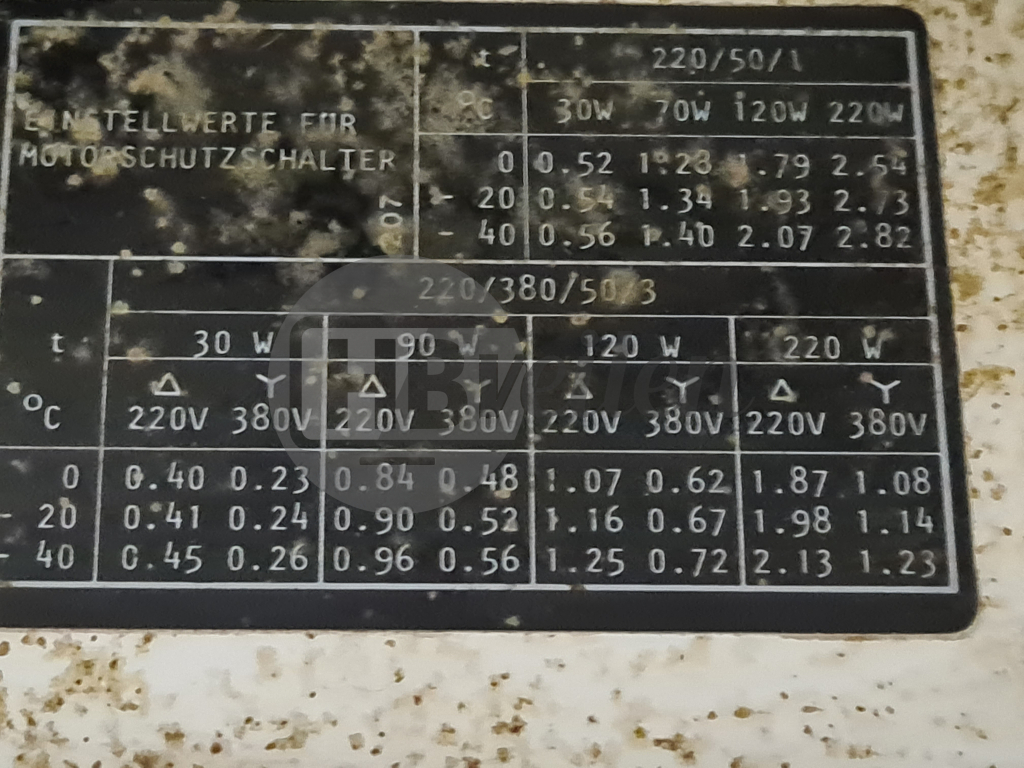 EINSTELLWERTE FÜR
MOTORSCHUTZSCHALTER
207
t 220/50/1
°C 30W 70W 120W 220W
0 0.52 1.28 1.79 2.54
- 20 0.54 1.34 1.93 2.73
- 40 0.56 1.40 2.07 2.82
220/380/50/3
t 30 W 90 W 120 W 220 W
Δ Y Δ Y Δ Y Δ Y
°C 220V 380V 220V 380V 220V 380V 220V 380V
0 0.40 0.23 0.84 0.48 1.07 0.62 1.87 1.08
- 20 0.41 0.24 0.90 0.52 1.16 0.67 1.98 1.14
- 40 0.45 0.26 0.96 0.56 1.25 0.72 2.13 1.23